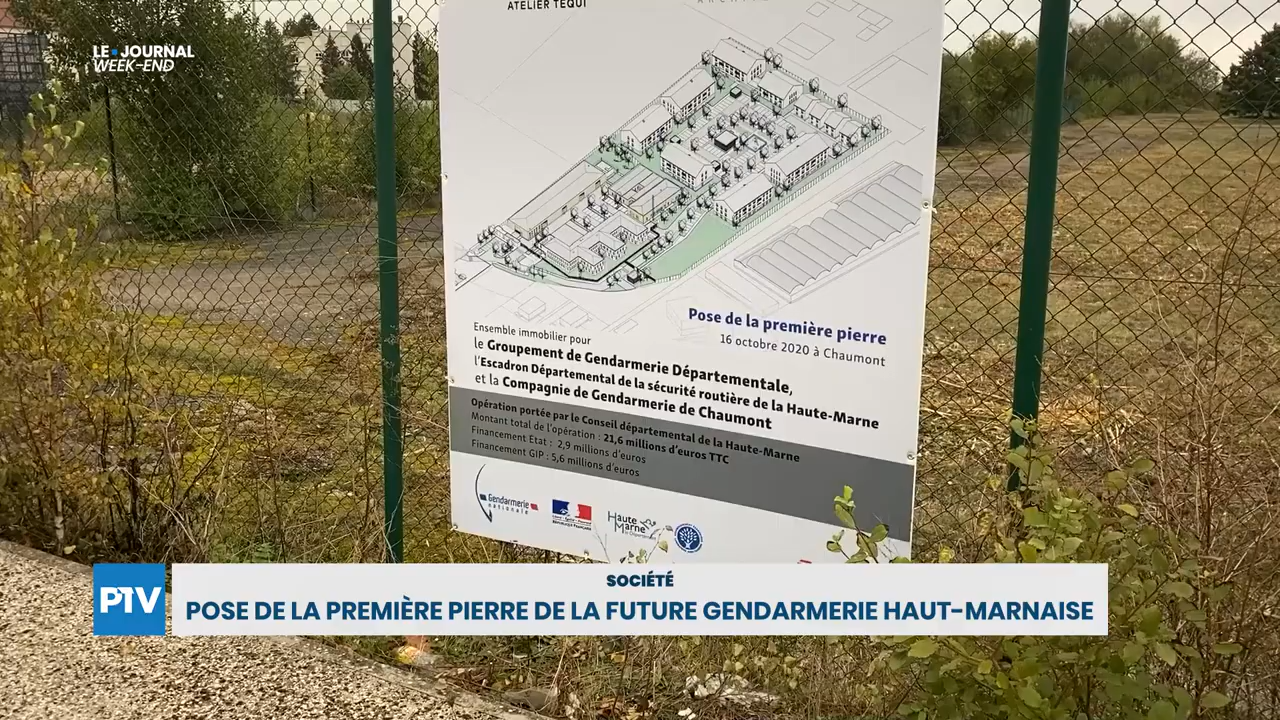 ATELIER TEQUI
LE JOURNAL
WEEK-END
Pose de la première pierre
16 octobre 2020 à Chaumont
Ensemble immobilier pour
le Groupement de Gendarmerie Départementale,
l'Escadron Départemental de la sécurité routière de la Haute-Marne
et la Compagnie de Gendarmerie de Chaumont
Opération portée par le Conseil départemental de la Haute-Marne
Montant total de l'opération : 21,6 millions d'euros TTC
Financement Etat : 2,9 millions d'euros
Financement GIP : 5,6 millions d'euros
Gendarmerie
nationale
Haute
Marne
SOCIÉTÉ
PTV
POSE DE LA PREMIÈRE PIERRE DE LA FUTURE GENDARMERIE HAUT-MARNAISE